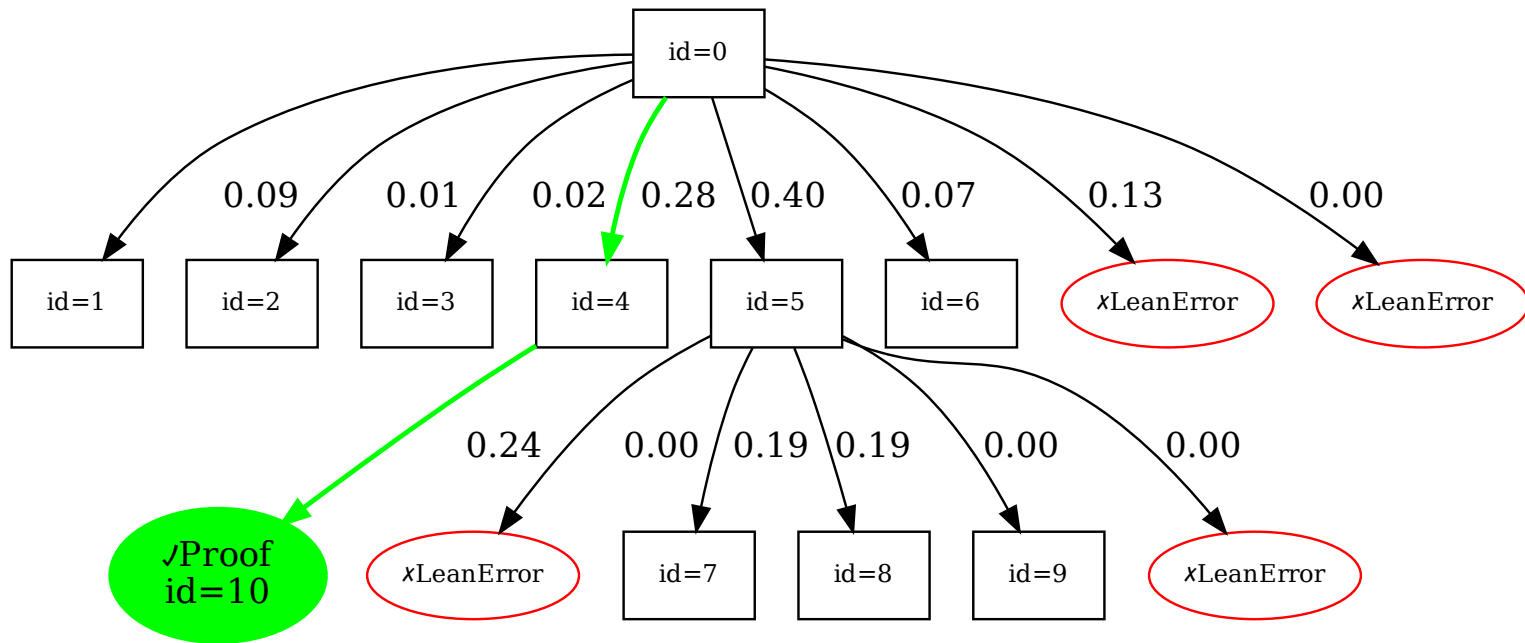 id=0
0.09
0.01
0.02
0.28
0.40
0.07
0.13
0.00
id=1
id=2
id=3
id=4
id=5
id=6
✗LeanError
✗LeanError
0.24
0.00
0.19
0.19
0.00
0.00
✓Proof
id=10
✗LeanError
id=7
id=8
id=9
✗LeanError